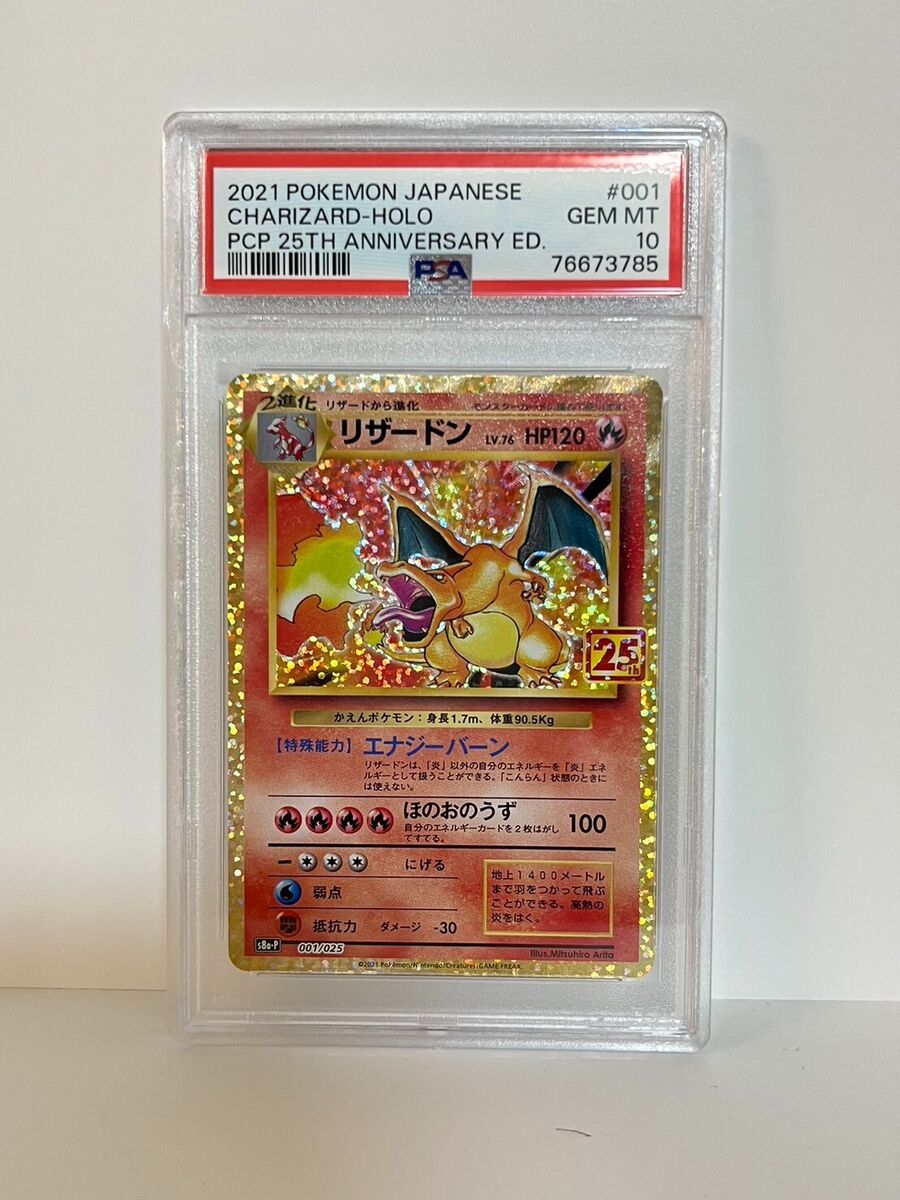 2021 POKEMON JAPANESE #001
CHARIZARD-HOLO GEM MT
PCP 25TH ANNIVERSARY ED. 10
PSA 76673785
2進化 リザードから進化
リザードン LV.76 HP120
25th
かえんポケモン：身長1.7m、体重90.5Kg
【特殊能力】エナジーバーン
リザードンは、「炎」以外の自分のエネルギーを「炎」エネ
ルギーとして扱うことができる。「こんらん」状態のときに
は使えない。
ほのおのうず 100
自分のエネルギーカードを2枚はがし
てすてる。
ー にげる
弱点
抵抗力 ダメージ -30
地上1400メートル
まで羽をつかって飛ぶ
ことができる。高熱の
炎をはく。
s8a-P 001/025
Illus.Mitsuhiro Arita
©2021 Pokémon/Nintendo/Creatures/GAME FREAK